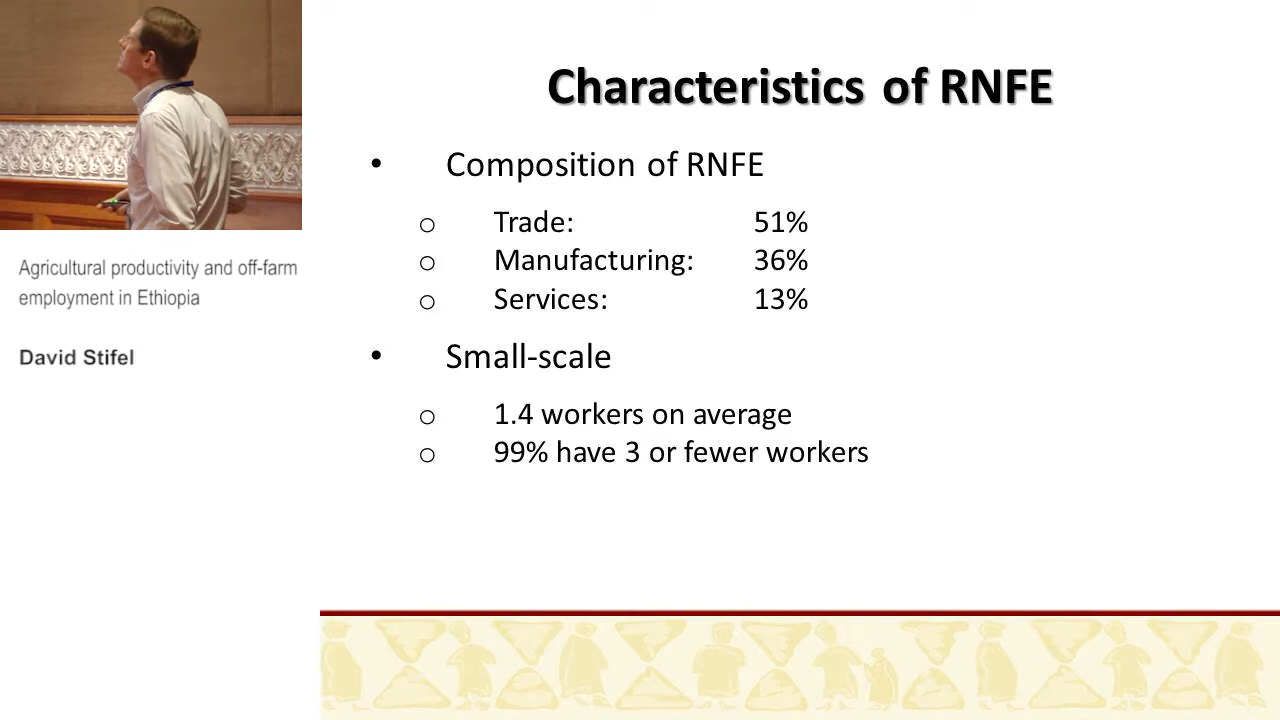 Characteristics of RNFE
• Composition of RNFE
o Trade: 51%
o Manufacturing: 36%
o Services: 13%
• Small-scale
o 1.4 workers on average
o 99% have 3 or fewer workers
Agricultural productivity and off-farm
employment in Ethiopia
David Stifel